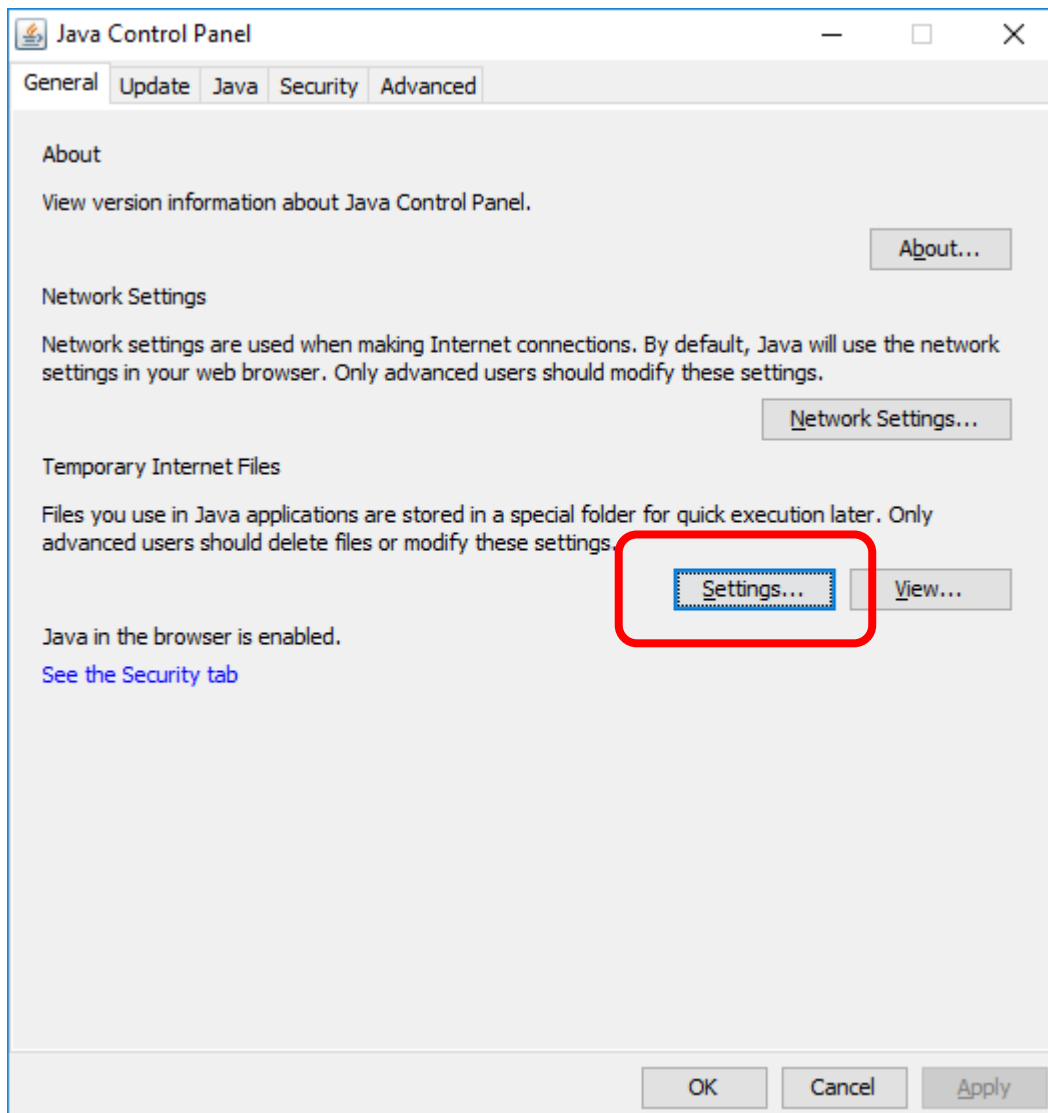 Java Control Panel
General Update Java Security Advanced
About
View version information about Java Control Panel.
About...
Network Settings
Network settings are used when making Internet connections. By default, Java will use the network
settings in your web browser. Only advanced users should modify these settings.
Network Settings...
Temporary Internet Files
Files you use in Java applications are stored in a special folder for quick execution later. Only
advanced users should delete files or modify these settings.
Settings... View...
Java in the browser is enabled.
See the Security tab
OK Cancel Apply